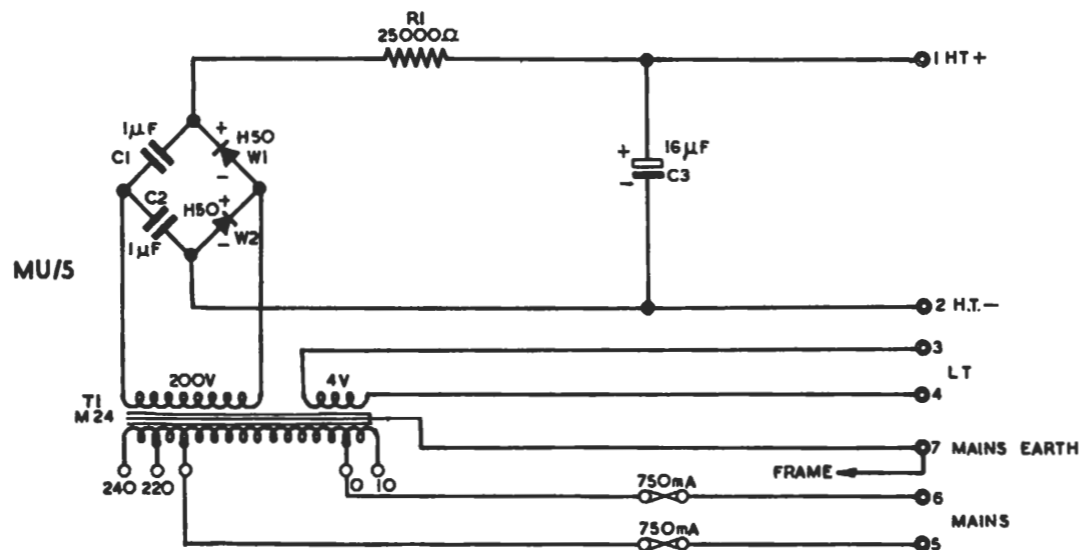 R1
25000Ω
1 HT +
1μF
+
H50
C1
W1
-
16μF
+
C3
-
C2
H50
+
1μF
-
W2
MU/5
2 H.T. -
3
LT
4
200V
4V
T1
M 24
7 MAINS EARTH
FRAME
240
220
0
10
750mA
6
MAINS
750mA
5